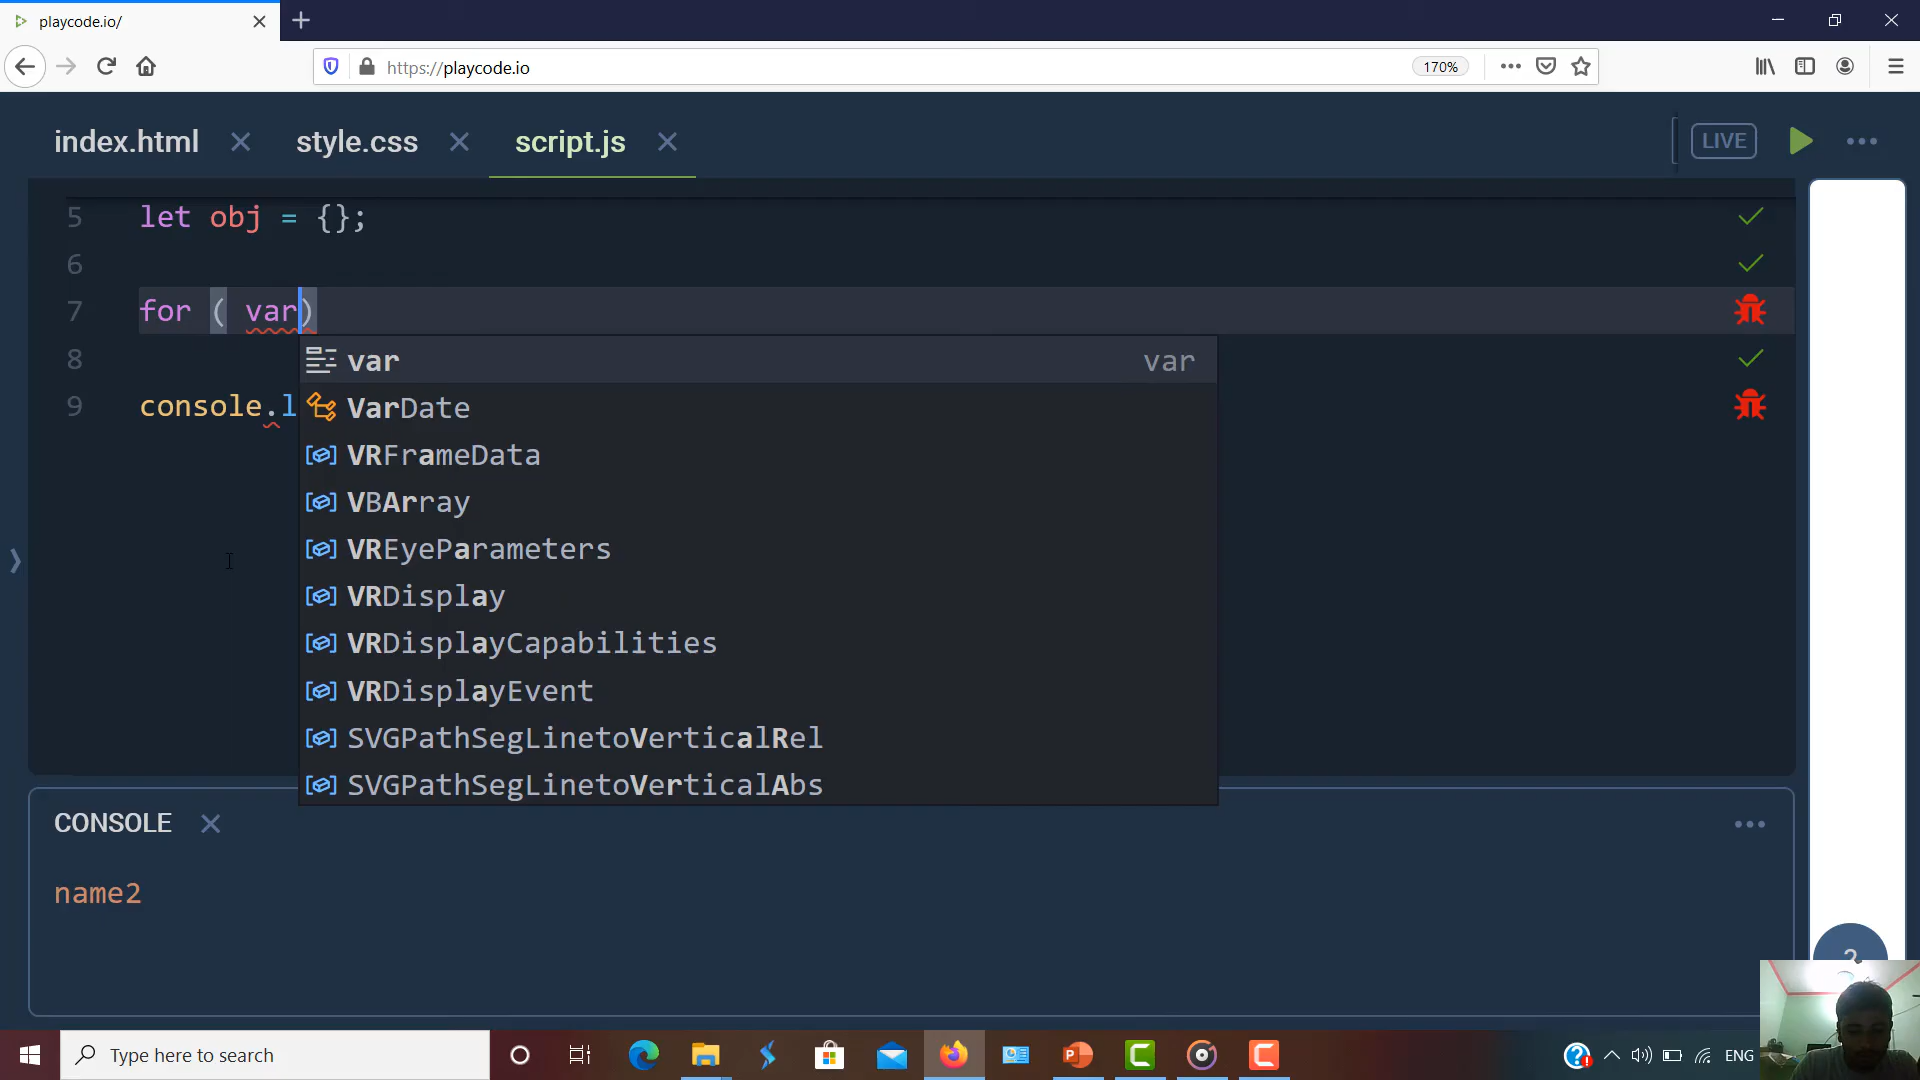 playcode.io/
https://playcode.io
170%
index.html
style.css
script.js
LIVE
5 let obj = {};
6
7 for ( var)
8
9 console.l
var var
VarDate
VRFrameData
VBArray
VREyeParameters
VRDisplay
VRDisplayCapabilities
VRDisplayEvent
SVGPathSegLinetoVerticalRel
SVGPathSegLinetoVerticalAbs
CONSOLE
name2
Type here to search
ENG